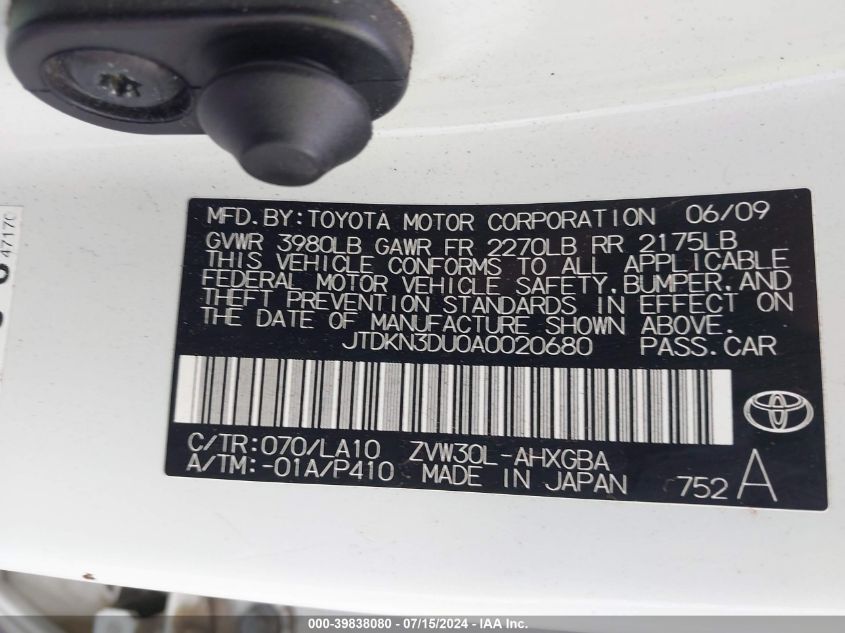 MFD.BY:TOYOTA MOTOR CORPORATION 06/09
GVWR 3980LB GAWR FR 2270LB RR 2175LB
THIS VEHICLE CONFORMS TO ALL APPLICABLE
FEDERAL MOTOR VEHICLE SAFETY,BUMPER,AND
THEFT PREVENTION STANDARDS IN EFFECT ON
THE DATE OF MANUFACTURE SHOWN ABOVE.
JTDKN3DU0A0020680 PASS.CAR
C/TR:070/LA10 ZVW30L-AHXGBA
A/TM:-01A/P410 MADE IN JAPAN 752 A
4717C
000-39838080 - 07/15/2024 - IAA Inc.